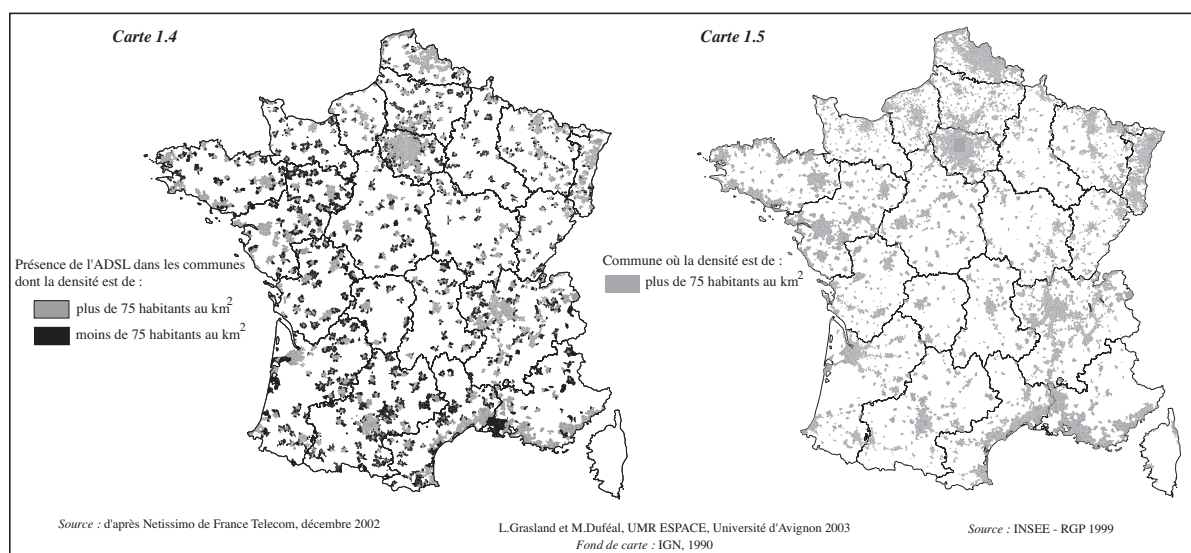 Carte 1.4
Carte 1.5
Présence de l'ADSL dans les communes
dont la densité est de :
plus de 75 habitants au km²
moins de 75 habitants au km²
Commune où la densité est de :
plus de 75 habitants au km²
Source : d'après Netissimo de France Telecom, décembre 2002
L.Grasland et M.Duféal, UMR ESPACE, Université d'Avignon 2003
Fond de carte : IGN, 1990
Source : INSEE - RGP 1999